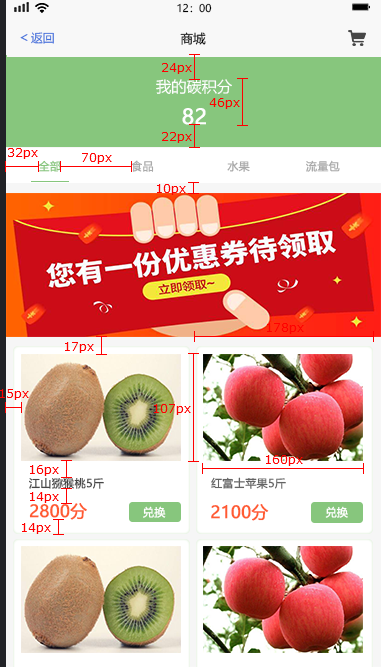 12：00
< 返回
商城
24px
我的碳积分
46px
82
22px
32px
70px
全部
食品
水果
流量包
10px
您有一份优惠券待领取
立即领取~
178px
17px
15px
107px
160px
16px
江山猕猴桃5斤
红富士苹果5斤
14px
2800分
兑换
2100分
兑换
14px